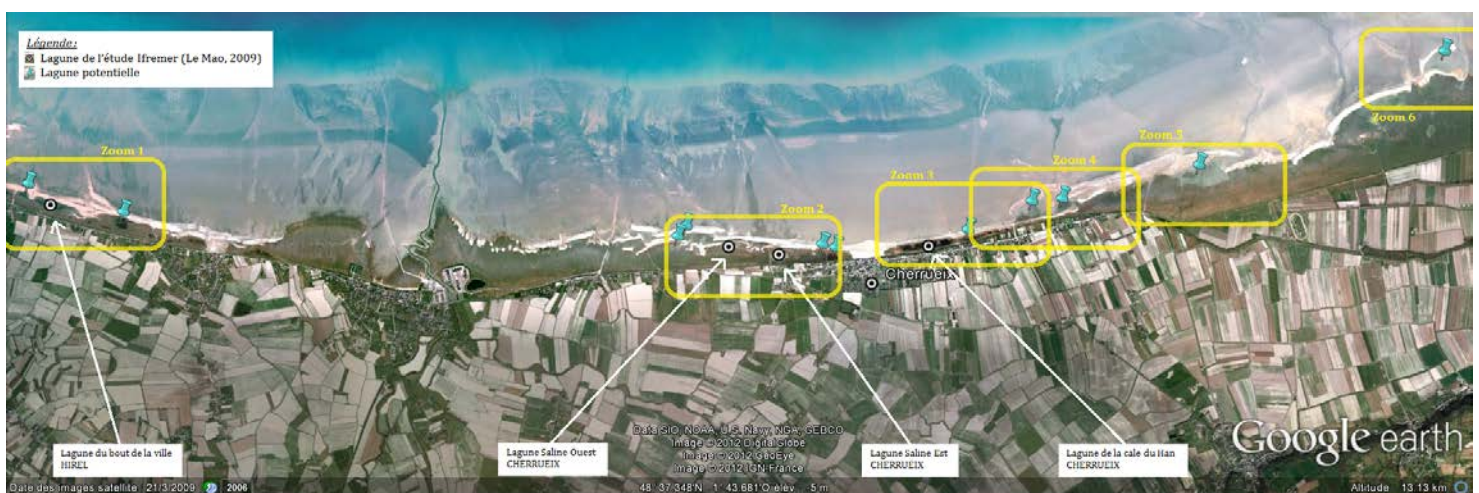 Légende:
Lagune de l'étude Ifremer (Le Mao, 2009)
Lagune potentielle
Zoom 1
Zoom 2
Zoom 3
Zoom 4
Zoom 5
Zoom 6
Cherrueix
Lagune du bout de la ville
HIREL
Lagune Saline Ouest
CHERRUEIX
Lagune Saline Est
CHERRUEIX
Lagune de la cale du Han
CHERRUEIX
Data SIO, NOAA, U.S. Navy, NGA, GEBCO
Image © 2012 DigitalGlobe
Image © 2012 GeoEye
Image © 2012 IGN-France
Google earth
Date des images satellite : 21/3/2009
2006
48° 37.348'N 1° 43.681'O élév. 5 m
Altitude 13.13 km